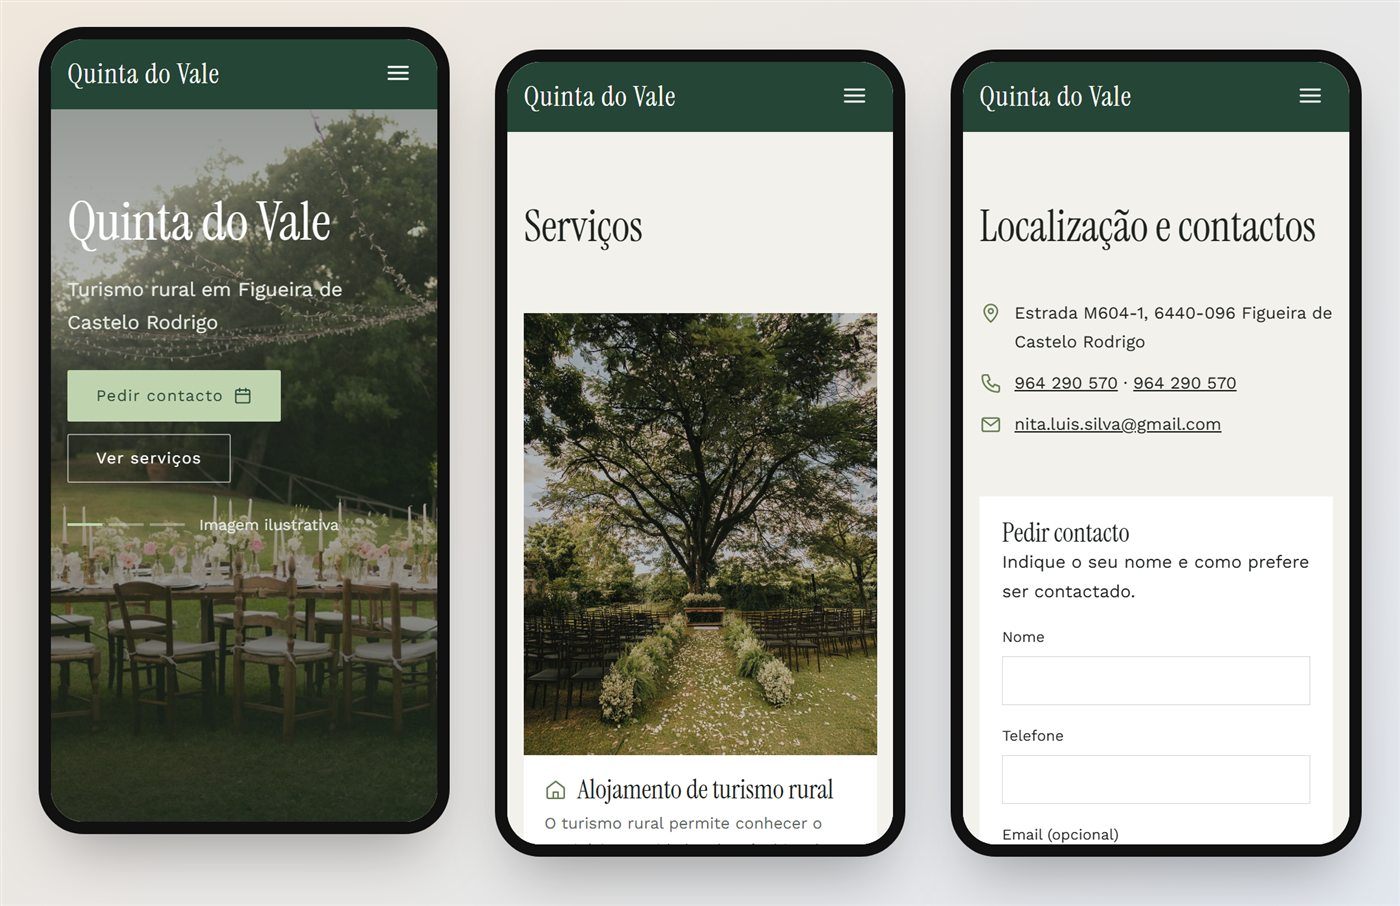 Quinta do Vale
Quinta do Vale
Turismo rural em Figueira de
Castelo Rodrigo
Pedir contacto
Ver serviços
Imagem ilustrativa
Quinta do Vale
Serviços
Alojamento de turismo rural
O turismo rural permite conhecer o
Quinta do Vale
Localização e contactos
Estrada M604-1, 6440-096 Figueira de
Castelo Rodrigo
964 290 570 · 964 290 570
nita.luis.silva@gmail.com
Pedir contacto
Indique o seu nome e como prefere
ser contactado.
Nome
Telefone
Email (opcional)